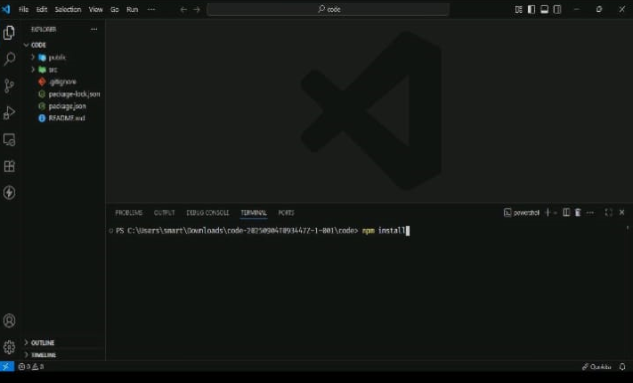 File Edit Selection View Go Run ... code
EXPLORER ...
CODE
public
src
.gitignore
package-lock.json
package.json
README.md
PROBLEMS OUTPUT DEBUG CONSOLE TERMINAL PORTS powershell
PS C:\Users\smart\Downloads\code-20250904T093447Z-1-001\code> npm install
OUTLINE
TIMELINE
0 0 Quokka